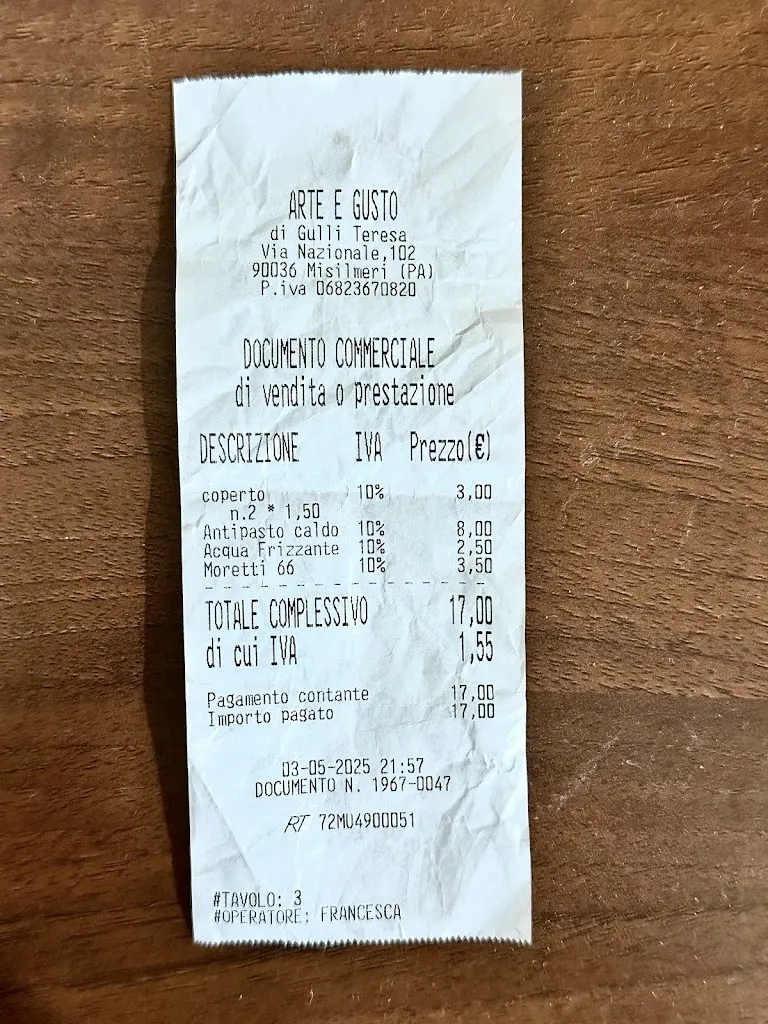 ARTE E GUSTO
di Gulli Teresa
Via Nazionale,102
90036 Misilmeri (PA)
P.iva 06823670820
DOCUMENTO COMMERCIALE
di vendita o prestazione
DESCRIZIONE IVA Prezzo(€)
coperto 10% 3,00
n.2 * 1,50
Antipasto caldo 10% 8,00
Acqua Frizzante 10% 2,50
Moretti 66 10% 3,50
TOTALE COMPLESSIVO 17,00
di cui IVA 1,55
Pagamento contante 17,00
Importo pagato 17,00
03-05-2025 21:57
DOCUMENTO N. 1967-0047
RT 72MU4900051
#TAVOLO: 3
#OPERATORE: FRANCESCA